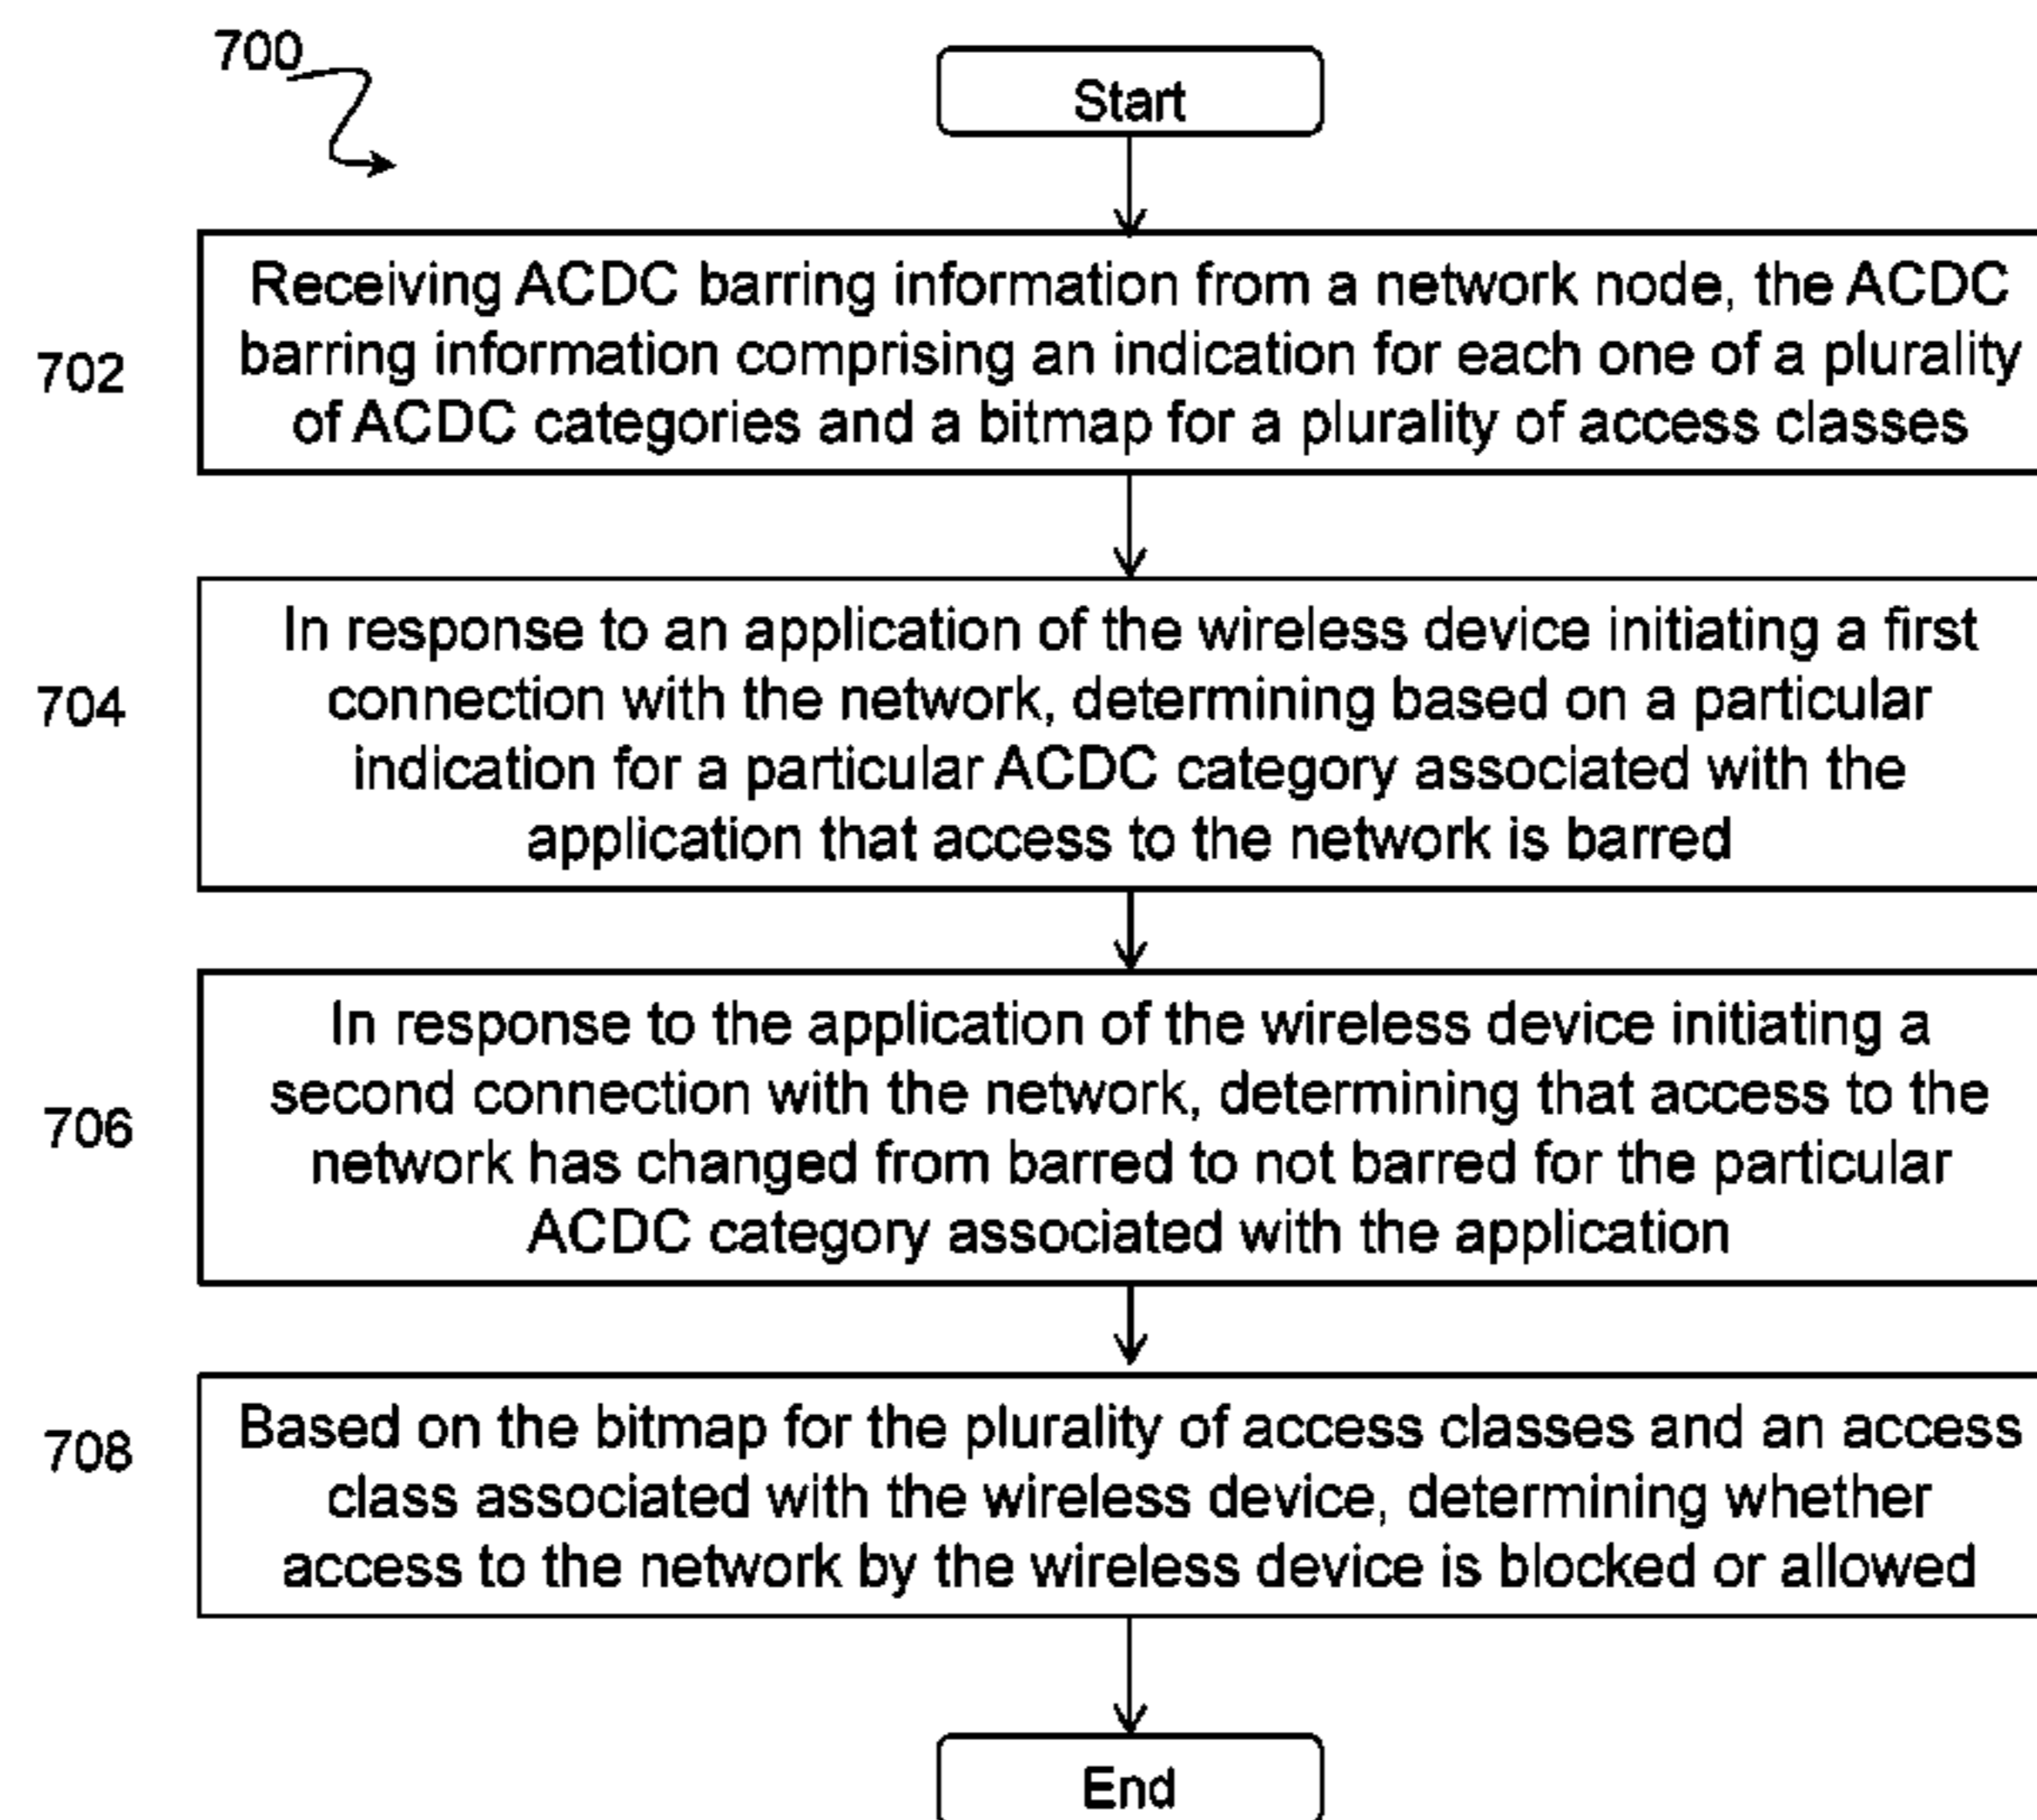 700
Start
702
Receiving ACDC barring information from a network node, the ACDC
barring information comprising an indication for each one of a plurality
of ACDC categories and a bitmap for a plurality of access classes
704
In response to an application of the wireless device initiating a first
connection with the network, determining based on a particular
indication for a particular ACDC category associated with the
application that access to the network is barred
706
In response to the application of the wireless device initiating a
second connection with the network, determining that access to the
network has changed from barred to not barred for the particular
ACDC category associated with the application
708
Based on the bitmap for the plurality of access classes and an access
class associated with the wireless device, determining whether
access to the network by the wireless device is blocked or allowed
End